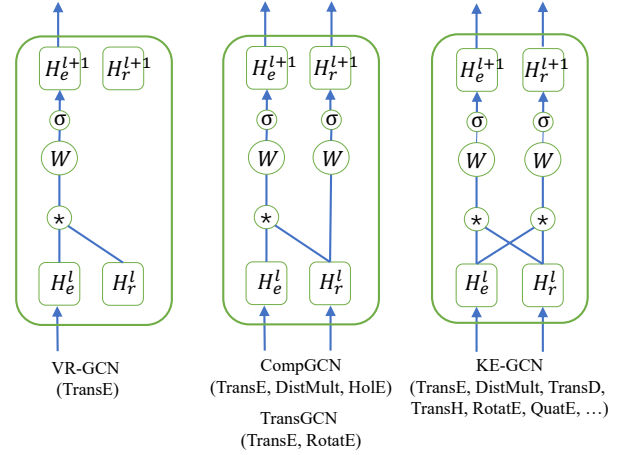 H_e^{l+1} H_r^{l+1} H_e^{l+1} H_r^{l+1} H_e^{l+1} H_r^{l+1}
σ σ σ σ σ
W W W W W
* * * *
H_e^l H_r^l H_e^l H_r^l H_e^l H_r^l
VR-GCN
(TransE)
CompGCN
(TransE, DistMult, HolE)
TransGCN
(TransE, RotatE)
KE-GCN
(TransE, DistMult, TransD,
TransH, RotatE, QuatE, …)